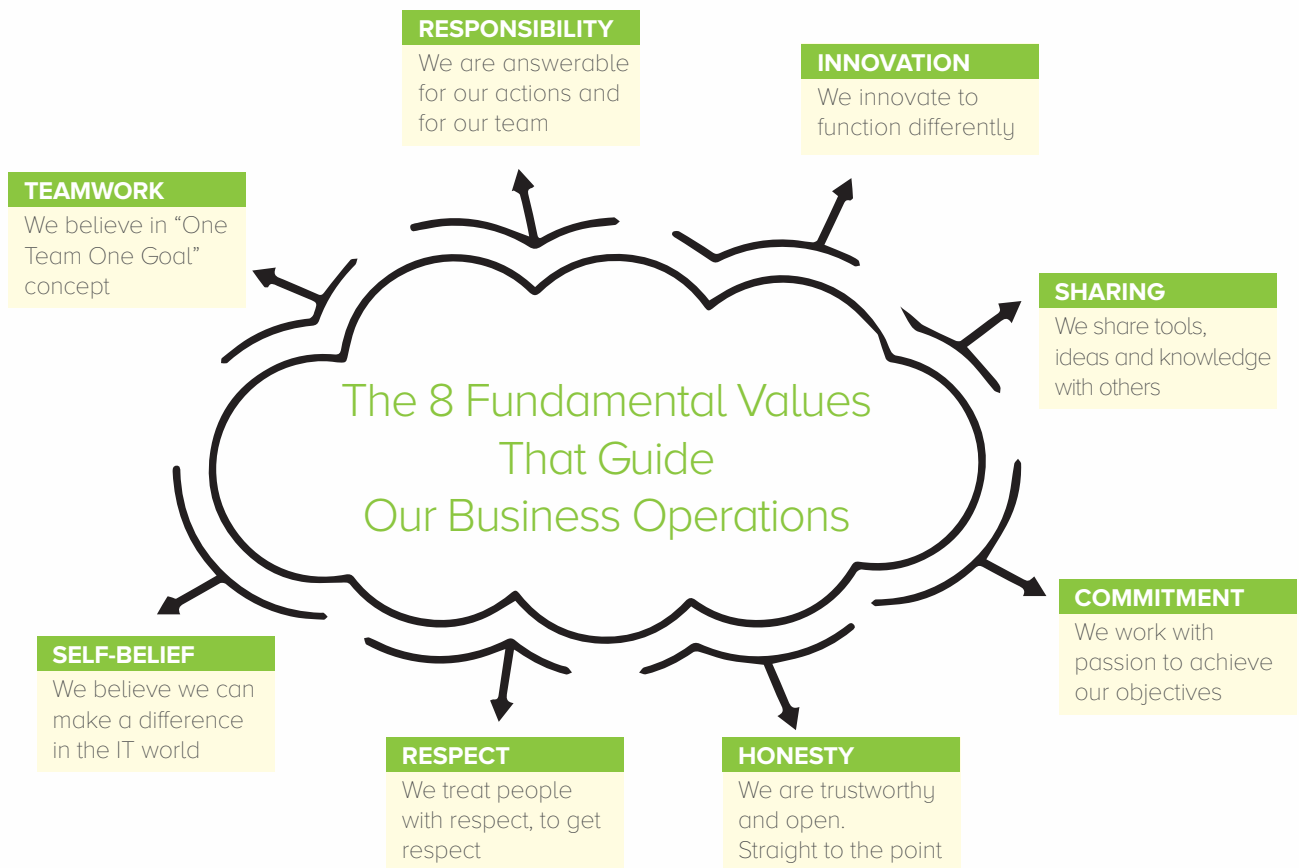 RESPONSIBILITY
We are answerable
for our actions and
for our team
INNOVATION
We innovate to
function differently
TEAMWORK
We believe in “One
Team One Goal”
concept
SHARING
We share tools,
ideas and knowledge
with others
The 8 Fundamental Values
That Guide
Our Business Operations
COMMITMENT
We work with
passion to achieve
our objectives
SELF-BELIEF
We believe we can
make a difference
in the IT world
RESPECT
We treat people
with respect, to get
respect
HONESTY
We are trustworthy
and open.
Straight to the point